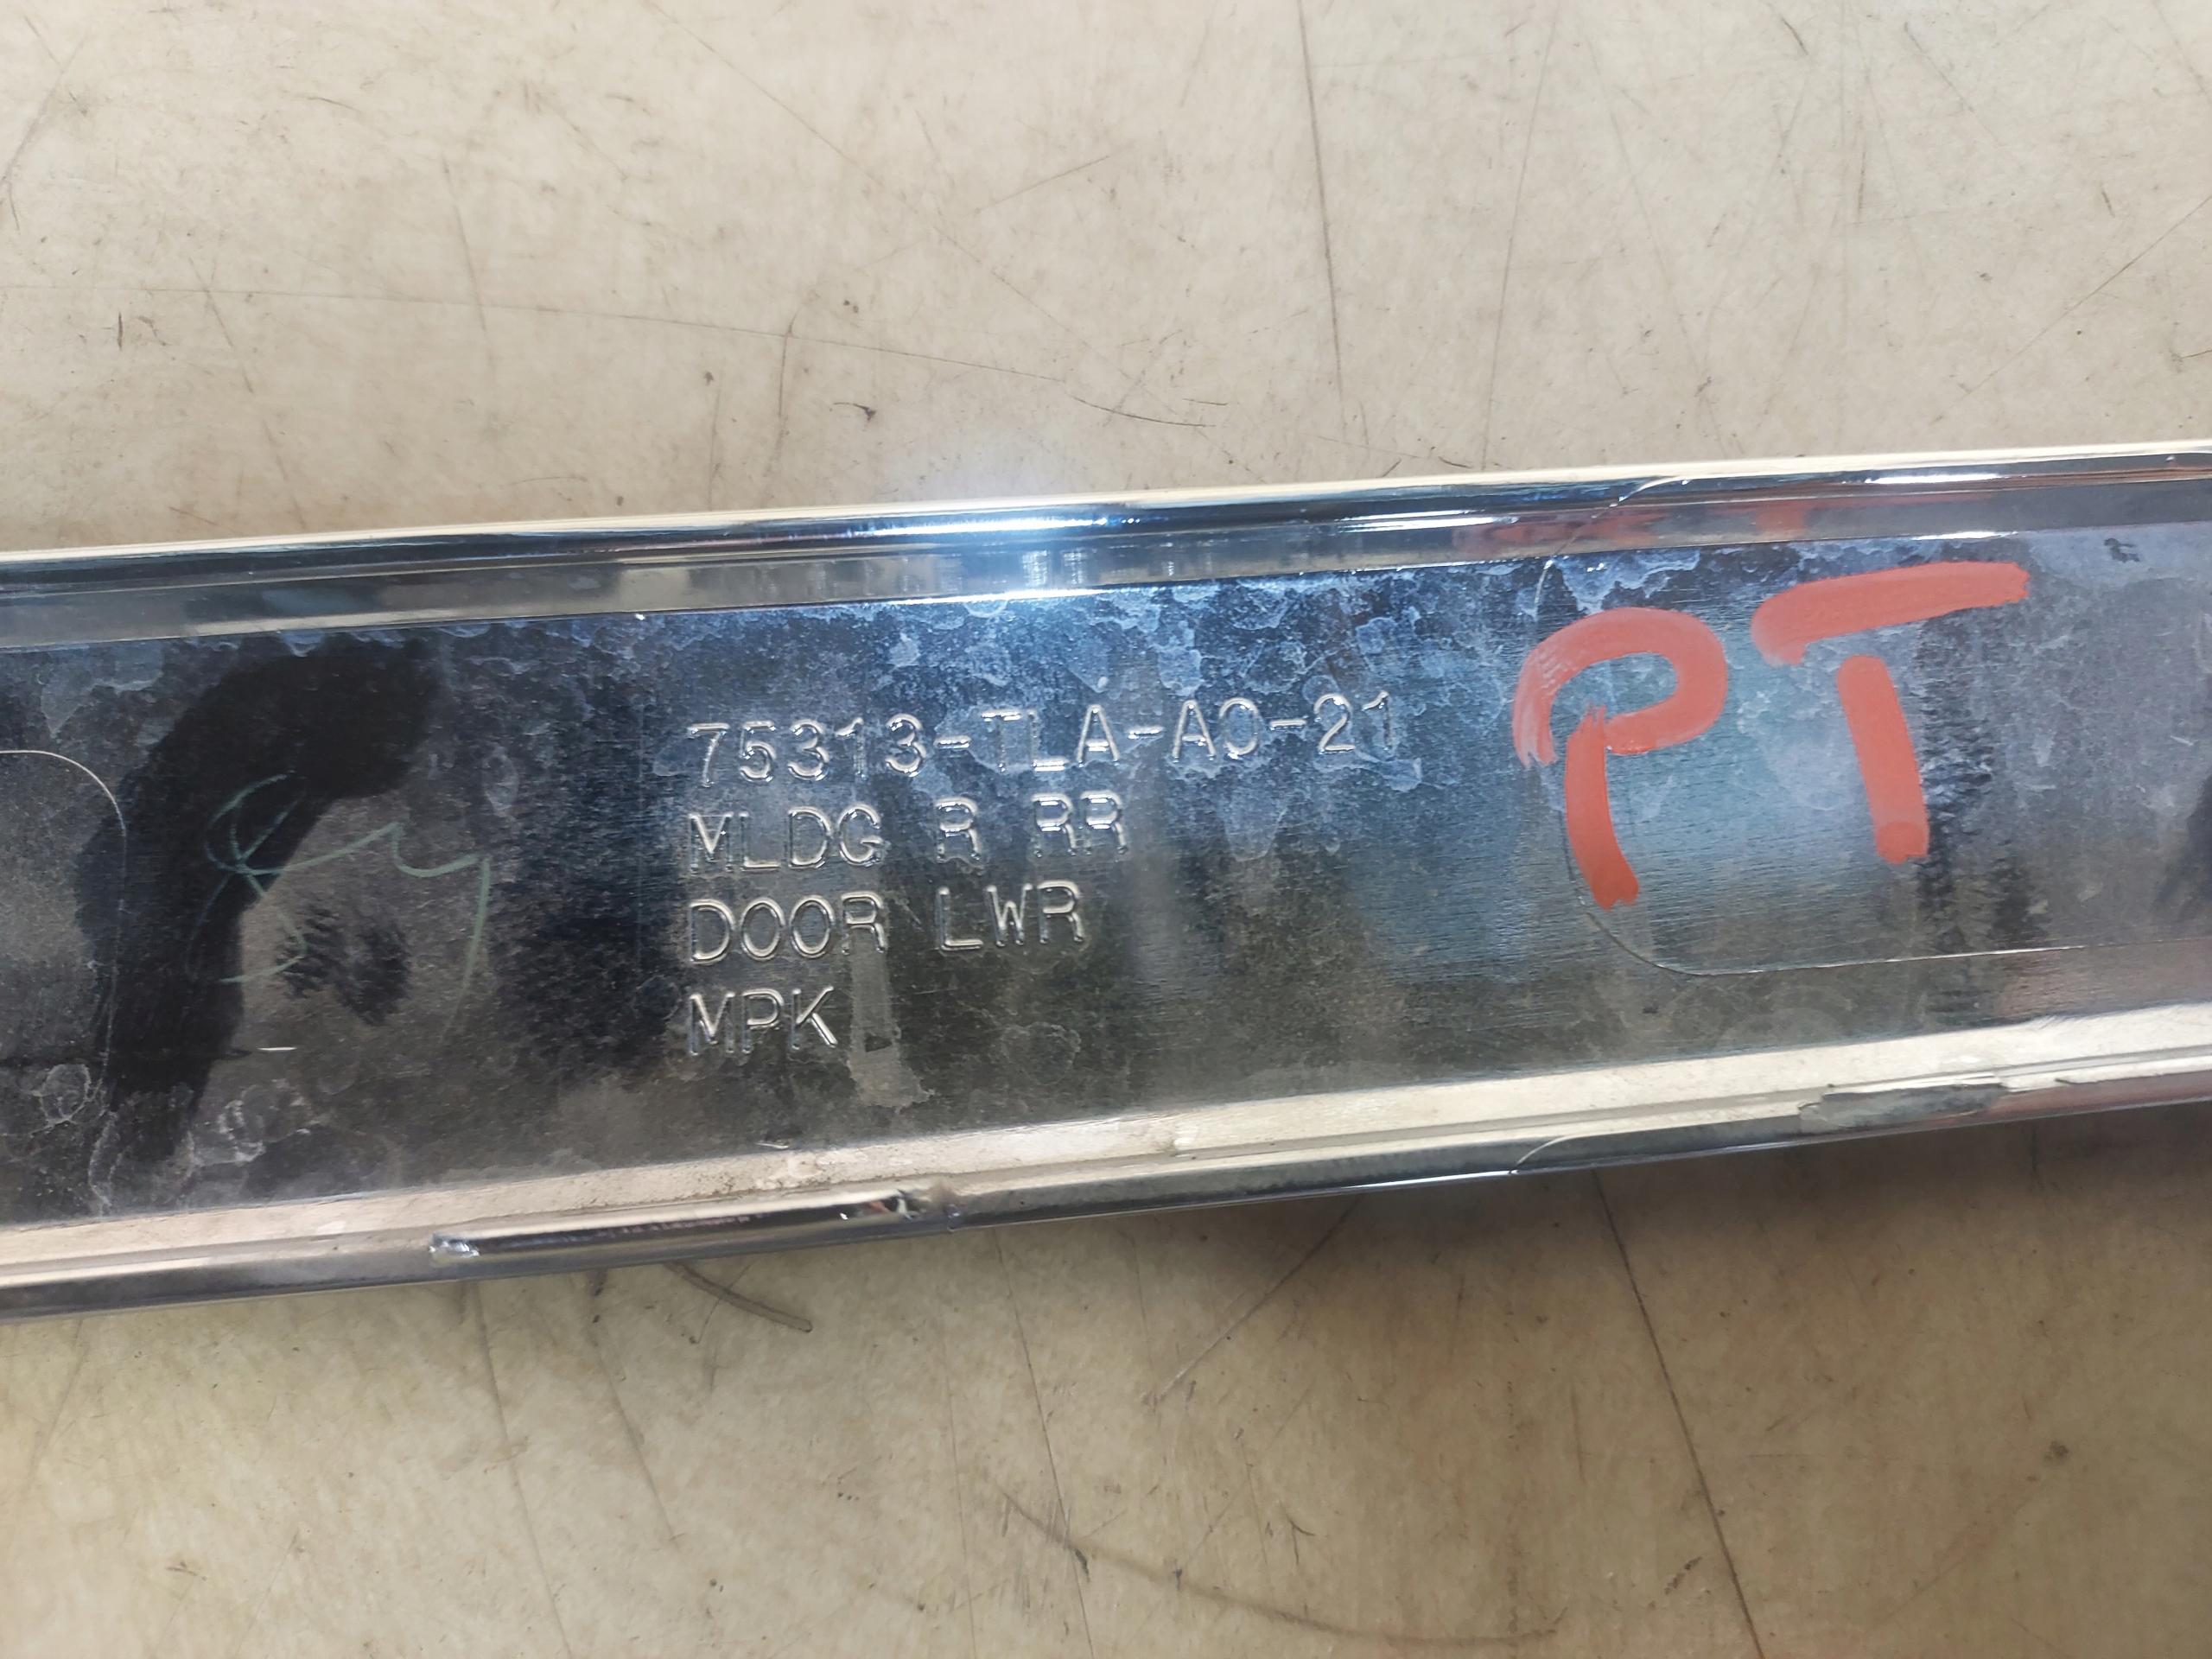 75313-TLA-A0-21
MLDG R RR
DOOR LWR
MPK
PT